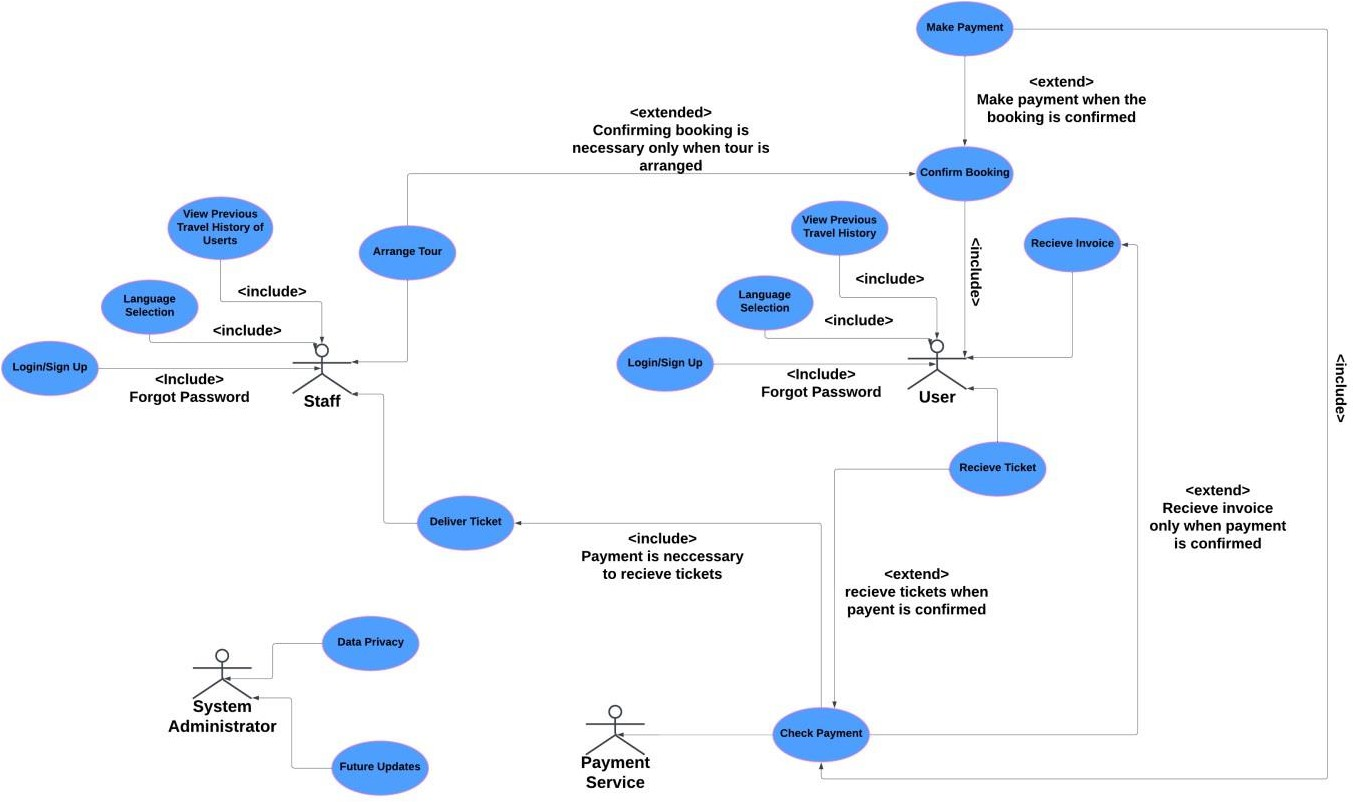 Make Payment
<extend>
Make payment when the
booking is confirmed
<extended>
Confirming booking is
necessary only when tour is
arranged
Confirm Booking
View Previous
Travel History of
Userts
Arrange Tour
View Previous
Travel History
Recieve Invoice
<include>
<include>
<include>
Language
Selection
<include>
Language
Selection
<include>
Login/Sign Up
<Include>
Forgot Password
Staff
Login/Sign Up
<Include>
Forgot Password
User
<include>
Recieve Ticket
<extend>
Recieve invoice
only when payment
is confirmed
Deliver Ticket
<include>
Payment is neccessary
to recieve tickets
<extend>
recieve tickets when
payent is confirmed
Data Privacy
System
Administrator
Future Updates
Payment
Service
Check Payment